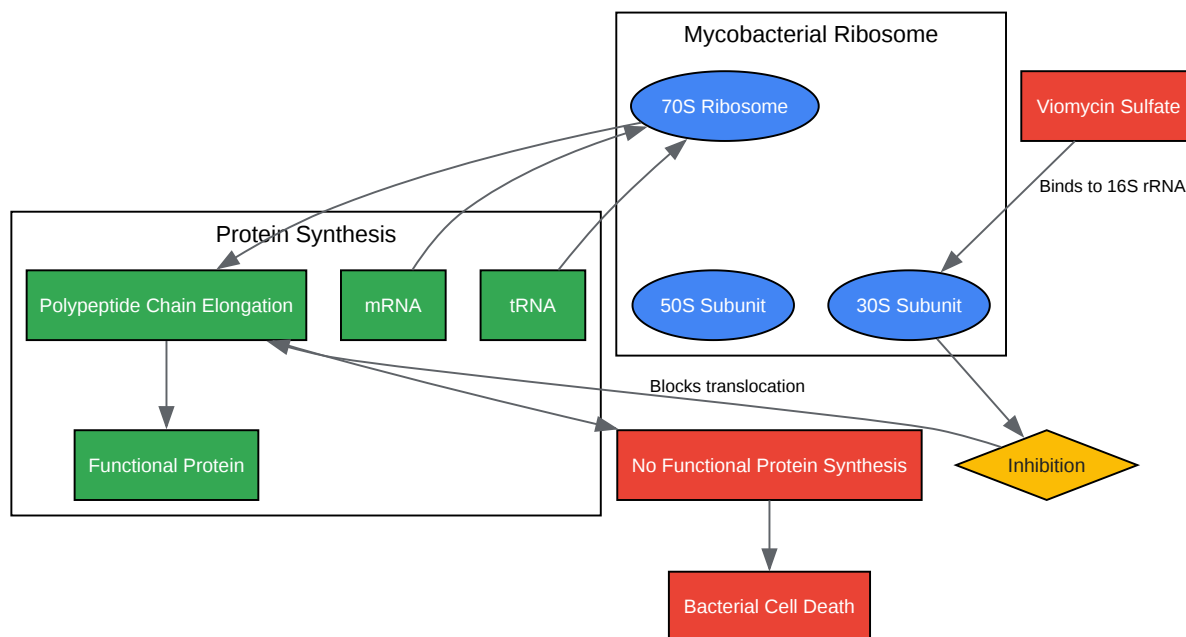 Mycobacterial Ribosome
70S Ribosome
Viomycin Sulfate
Binds to 16S rRNA
Protein Synthesis
Polypeptide Chain Elongation
mRNA
tRNA
50S Subunit
30S Subunit
Blocks translocation
Functional Protein
No Functional Protein Synthesis
Inhibition
Bacterial Cell Death